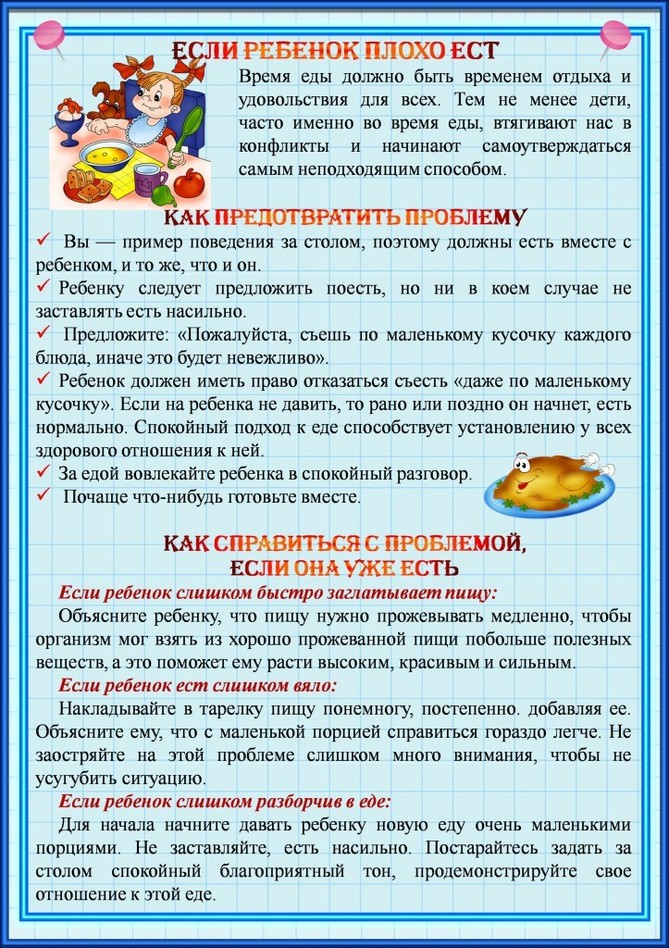 ЕСЛИ РЕБЕНОК ПЛОХО ЕСТ
Время еды должно быть временем отдыха и
удовольствия для всех. Тем не менее дети,
часто именно во время еды, втягивают нас в
конфликты и начинают самоутверждаться
самым неподходящим способом.
КАК ПРЕДОТВРАТИТЬ ПРОБЛЕМУ
✓ Вы — пример поведения за столом, поэтому должны есть вместе с
ребенком, и то же, что и он.
✓ Ребенку следует предложить поесть, но ни в коем случае не
заставлять есть насильно.
✓ Предложите: «Пожалуйста, съешь по маленькому кусочку каждого
блюда, иначе это будет невежливо».
✓ Ребенок должен иметь право отказаться съесть «даже по маленькому
кусочку». Если на ребенка не давить, то рано или поздно он начнет, есть
нормально. Спокойный подход к еде способствует установлению у всех
здорового отношения к ней.
✓ За едой вовлекайте ребенка в спокойный разговор.
✓ Почаще что-нибудь готовьте вместе.
КАК СПРАВИТЬСЯ С ПРОБЛЕМОЙ,
ЕСЛИ ОНА УЖЕ ЕСТЬ
Если ребенок слишком быстро заглатывает пищу:
Объясните ребенку, что пищу нужно прожевывать медленно, чтобы
организм мог взять из хорошо прожеванной пищи побольше полезных
веществ, а это поможет ему расти высоким, красивым и сильным.
Если ребенок ест слишком вяло:
Накладывайте в тарелку пищу понемногу, постепенно. добавляя ее.
Объясните ему, что с маленькой порцией справиться гораздо легче. Не
заостряйте на этой проблеме слишком много внимания, чтобы не
усугубить ситуацию.
Если ребенок слишком разборчив в еде:
Для начала начните давать ребенку новую еду очень маленькими
порциями. Не заставляйте, есть насильно. Постарайтесь задать за
столом спокойный благоприятный тон, продемонстрируйте свое
отношение к этой еде.